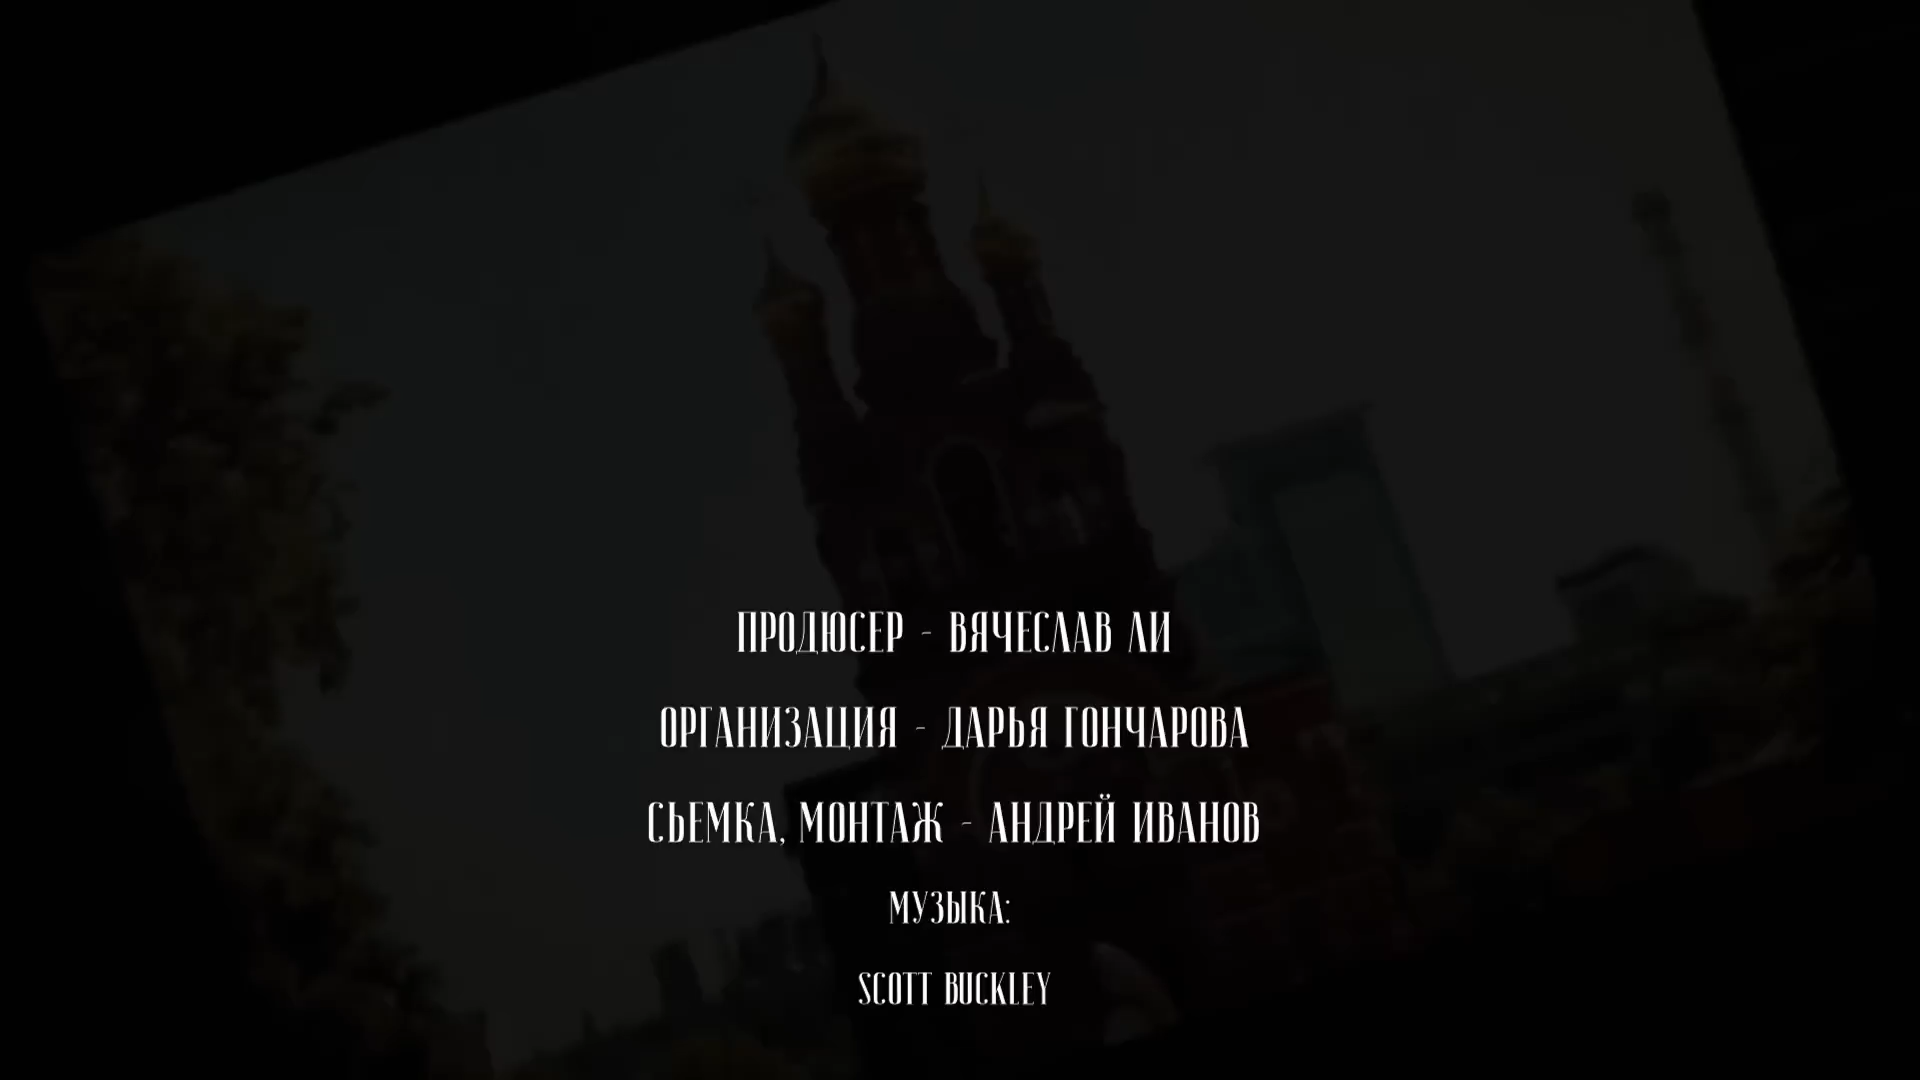 ПРОДЮСЕР - ВЯЧЕСЛАВ ЛИ
ОРГАНИЗАЦИЯ - ДАРЬЯ ГОНЧАРОВА
СЬЕМКА, МОНТАЖ - АНДРЕЙ ИВАНОВ
МУЗЫКА:
SCOTT BUCKLEY